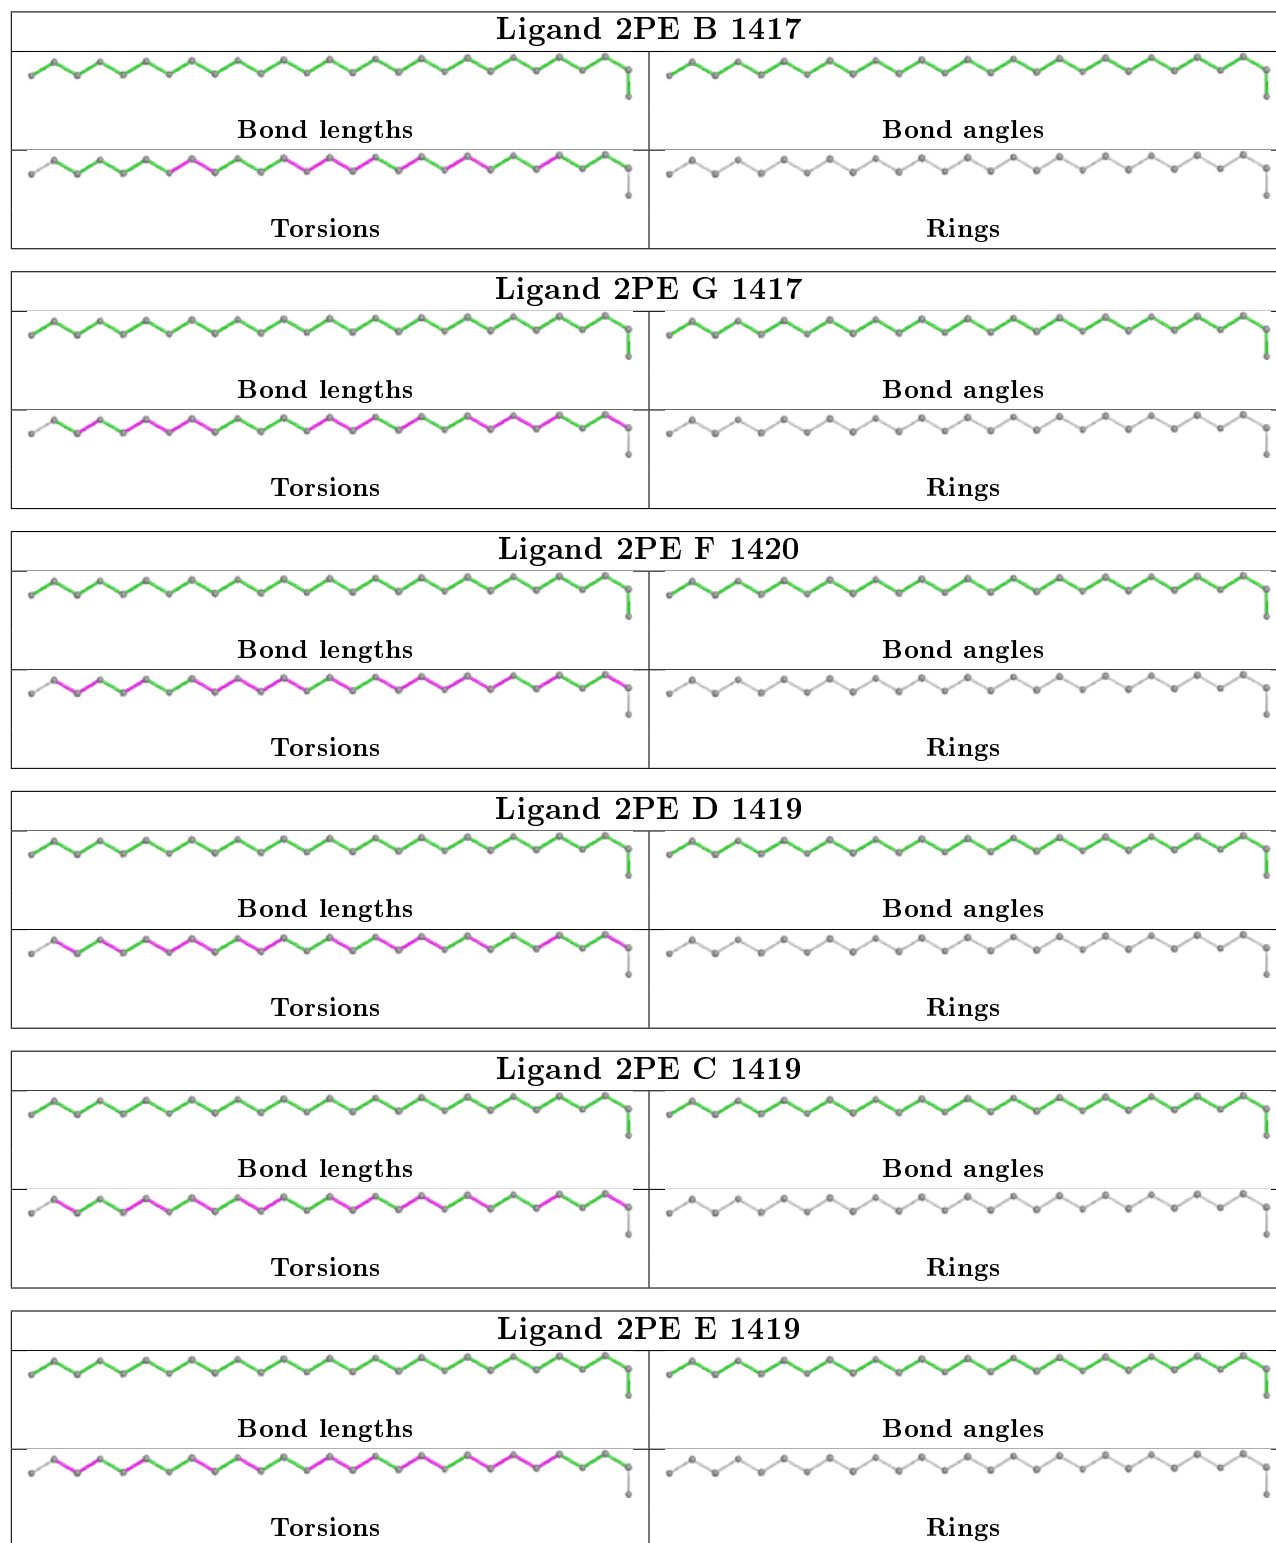 Ligand 2PE B 1417
Bond lengths Bond angles
Torsions Rings
Ligand 2PE G 1417
Bond lengths Bond angles
Torsions Rings
Ligand 2PE F 1420
Bond lengths Bond angles
Torsions Rings
Ligand 2PE D 1419
Bond lengths Bond angles
Torsions Rings
Ligand 2PE C 1419
Bond lengths Bond angles
Torsions Rings
Ligand 2PE E 1419
Bond lengths Bond angles
Torsions Rings